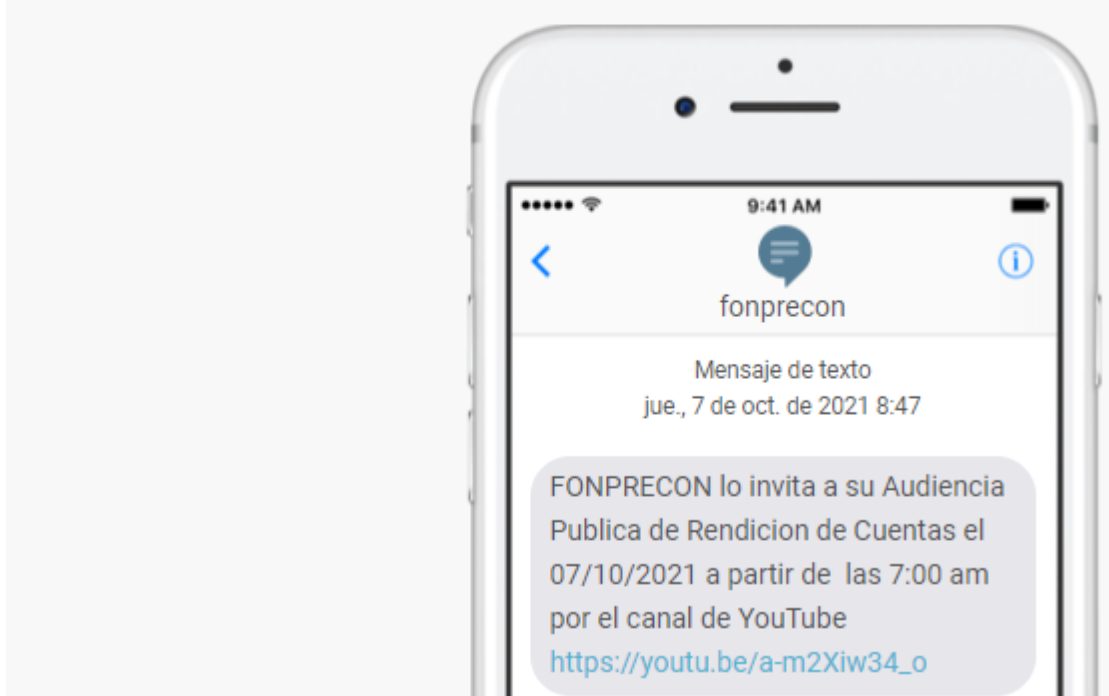 9:41 AM
fonprecon
Mensaje de texto
jue., 7 de oct. de 2021 8:47
FONPRECON lo invita a su Audiencia
Publica de Rendicion de Cuentas el
07/10/2021 a partir de  las 7:00 am
por el canal de YouTube
https://youtu.be/a-m2Xiw34_o